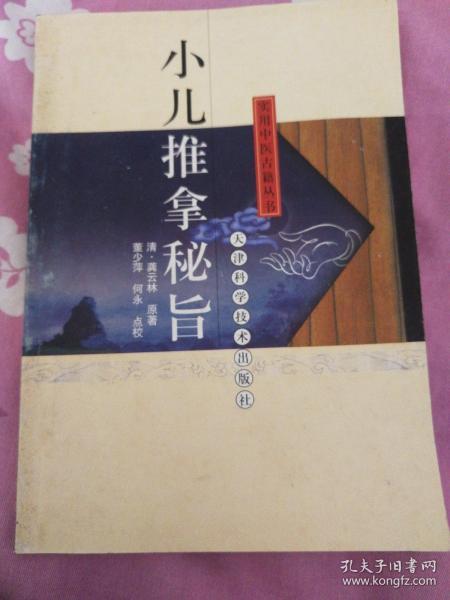 小儿推拿秘旨
实用中医古籍丛书
清·龚云林 原著
董少萍 何永 点校
天津科学技术出版社
孔夫子旧书网
www.kongfz.com